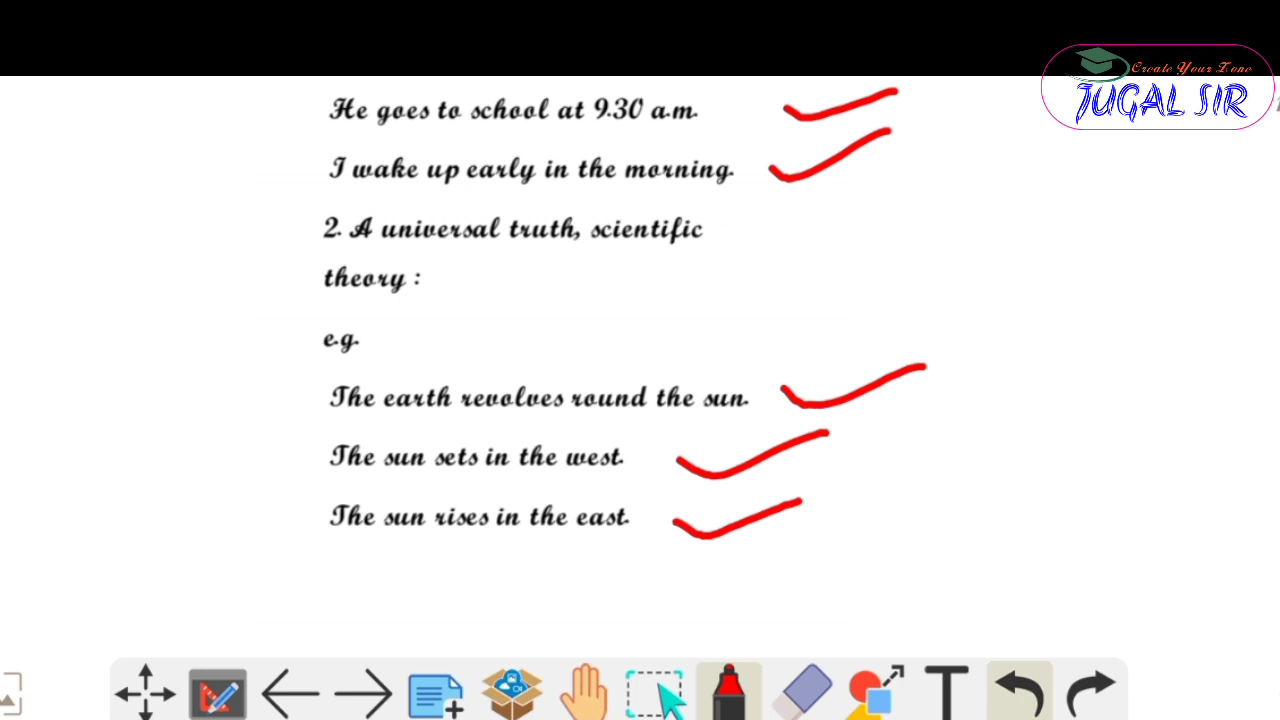 Create Your Zone
JUGAL SIR
He goes to school at 9.30 a.m.
I wake up early in the morning.
2. A universal truth, scientific
theory :
e.g.
The earth revolves round the sun.
The sun sets in the west.
The sun rises in the east.
T